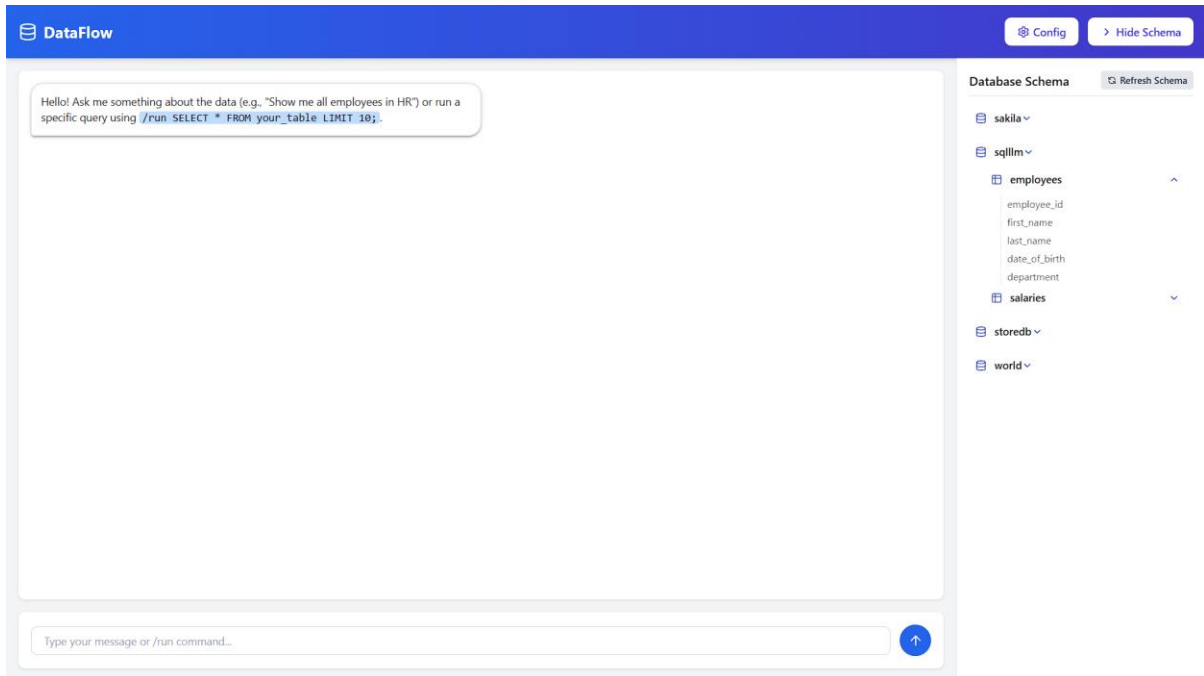 DataFlow
Config
Hide Schema
Hello! Ask me something about the data (e.g., "Show me all employees in HR") or run a
specific query using /run SELECT * FROM your_table LIMIT 10; .
Type your message or /run command...
Database Schema
Refresh Schema
sakila
sqlllm
employees
employee_id
first_name
last_name
date_of_birth
department
salaries
storedb
world